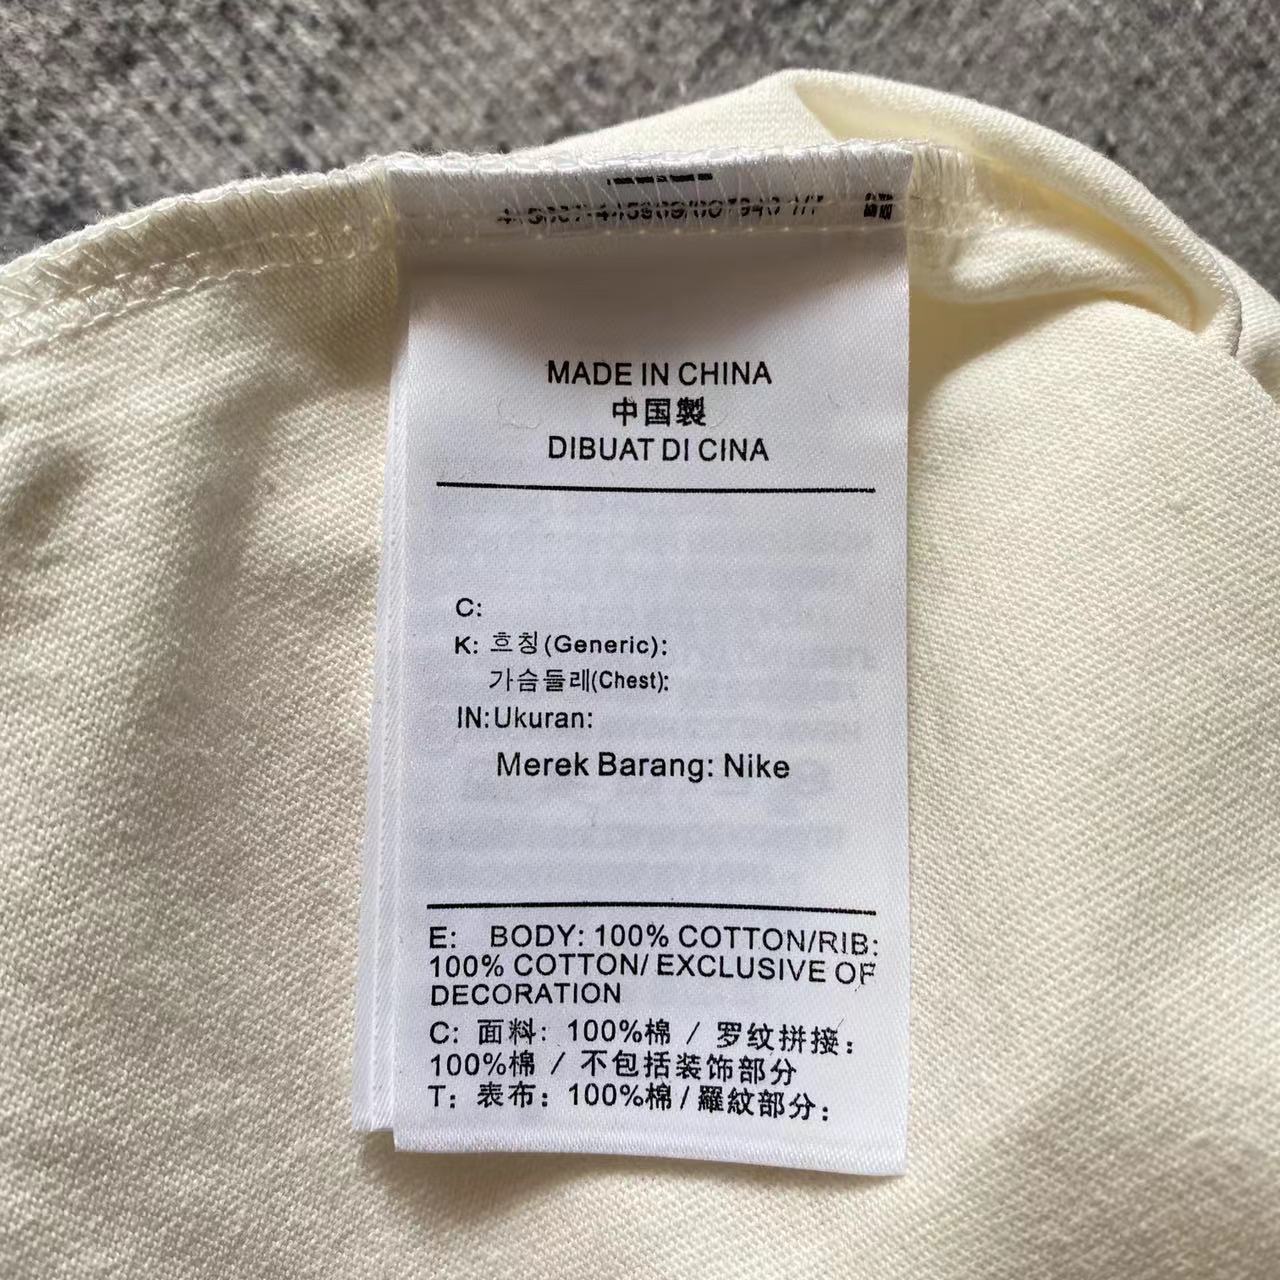 MADE IN CHINA
中国製
DIBUAT DI CINA
C:
K: 흐칭(Generic):
가슴둘레(Chest):
IN:Ukuran:
Merek Barang: Nike
E: BODY: 100% COTTON/RIB:
100% COTTON/ EXCLUSIVE OF
DECORATION
C: 面料: 100%棉 / 罗纹拼接:
100%棉 / 不包括装饰部分
T: 表布: 100%棉 / 羅紋部分: